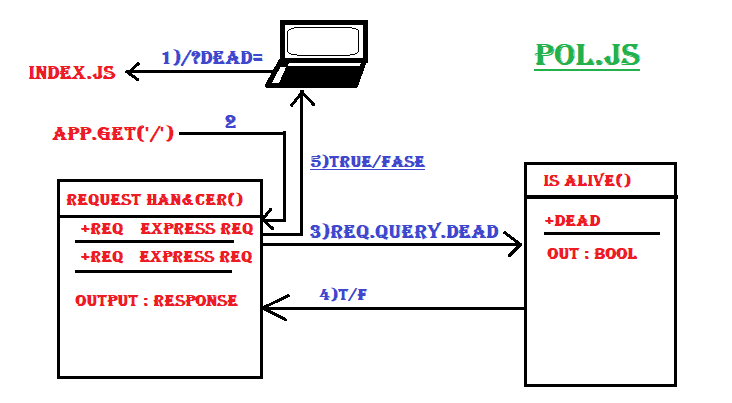 1)/?DEAD=
POL.JS
INDEX.JS
2
APP.GET('/')
5)TRUE/FASE
IS ALIVE()
REQUEST HAN&CER()
+DEAD
+REQ EXPRESS REQ
3)REQ.QUERY.DEAD
+REQ EXPRESS REQ
OUT : BOOL
4)T/F
OUTPUT : RESPONSE